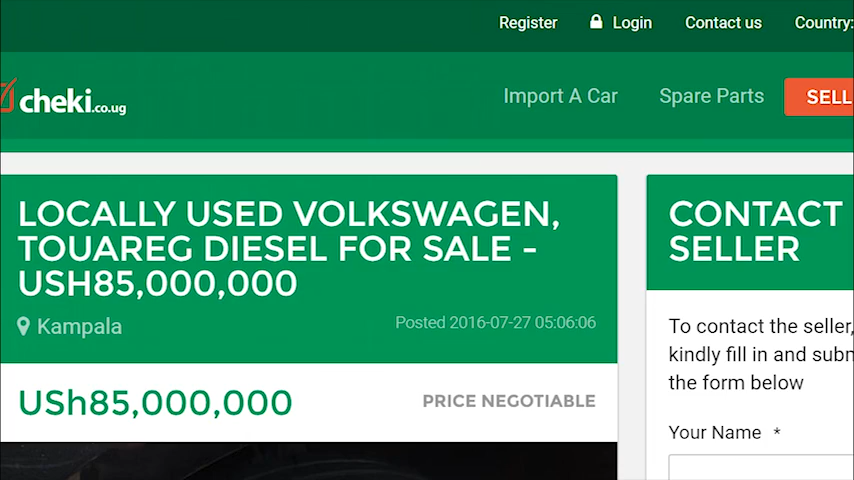 Register Login Contact us Country:
cheki.co.ug Import A Car Spare Parts SELL
LOCALLY USED VOLKSWAGEN,
TOUAREG DIESEL FOR SALE -
USH85,000,000
Kampala Posted 2016-07-27 05:06:06
USh85,000,000 PRICE NEGOTIABLE
CONTACT
SELLER
To contact the seller,
kindly fill in and subm
the form below
Your Name *